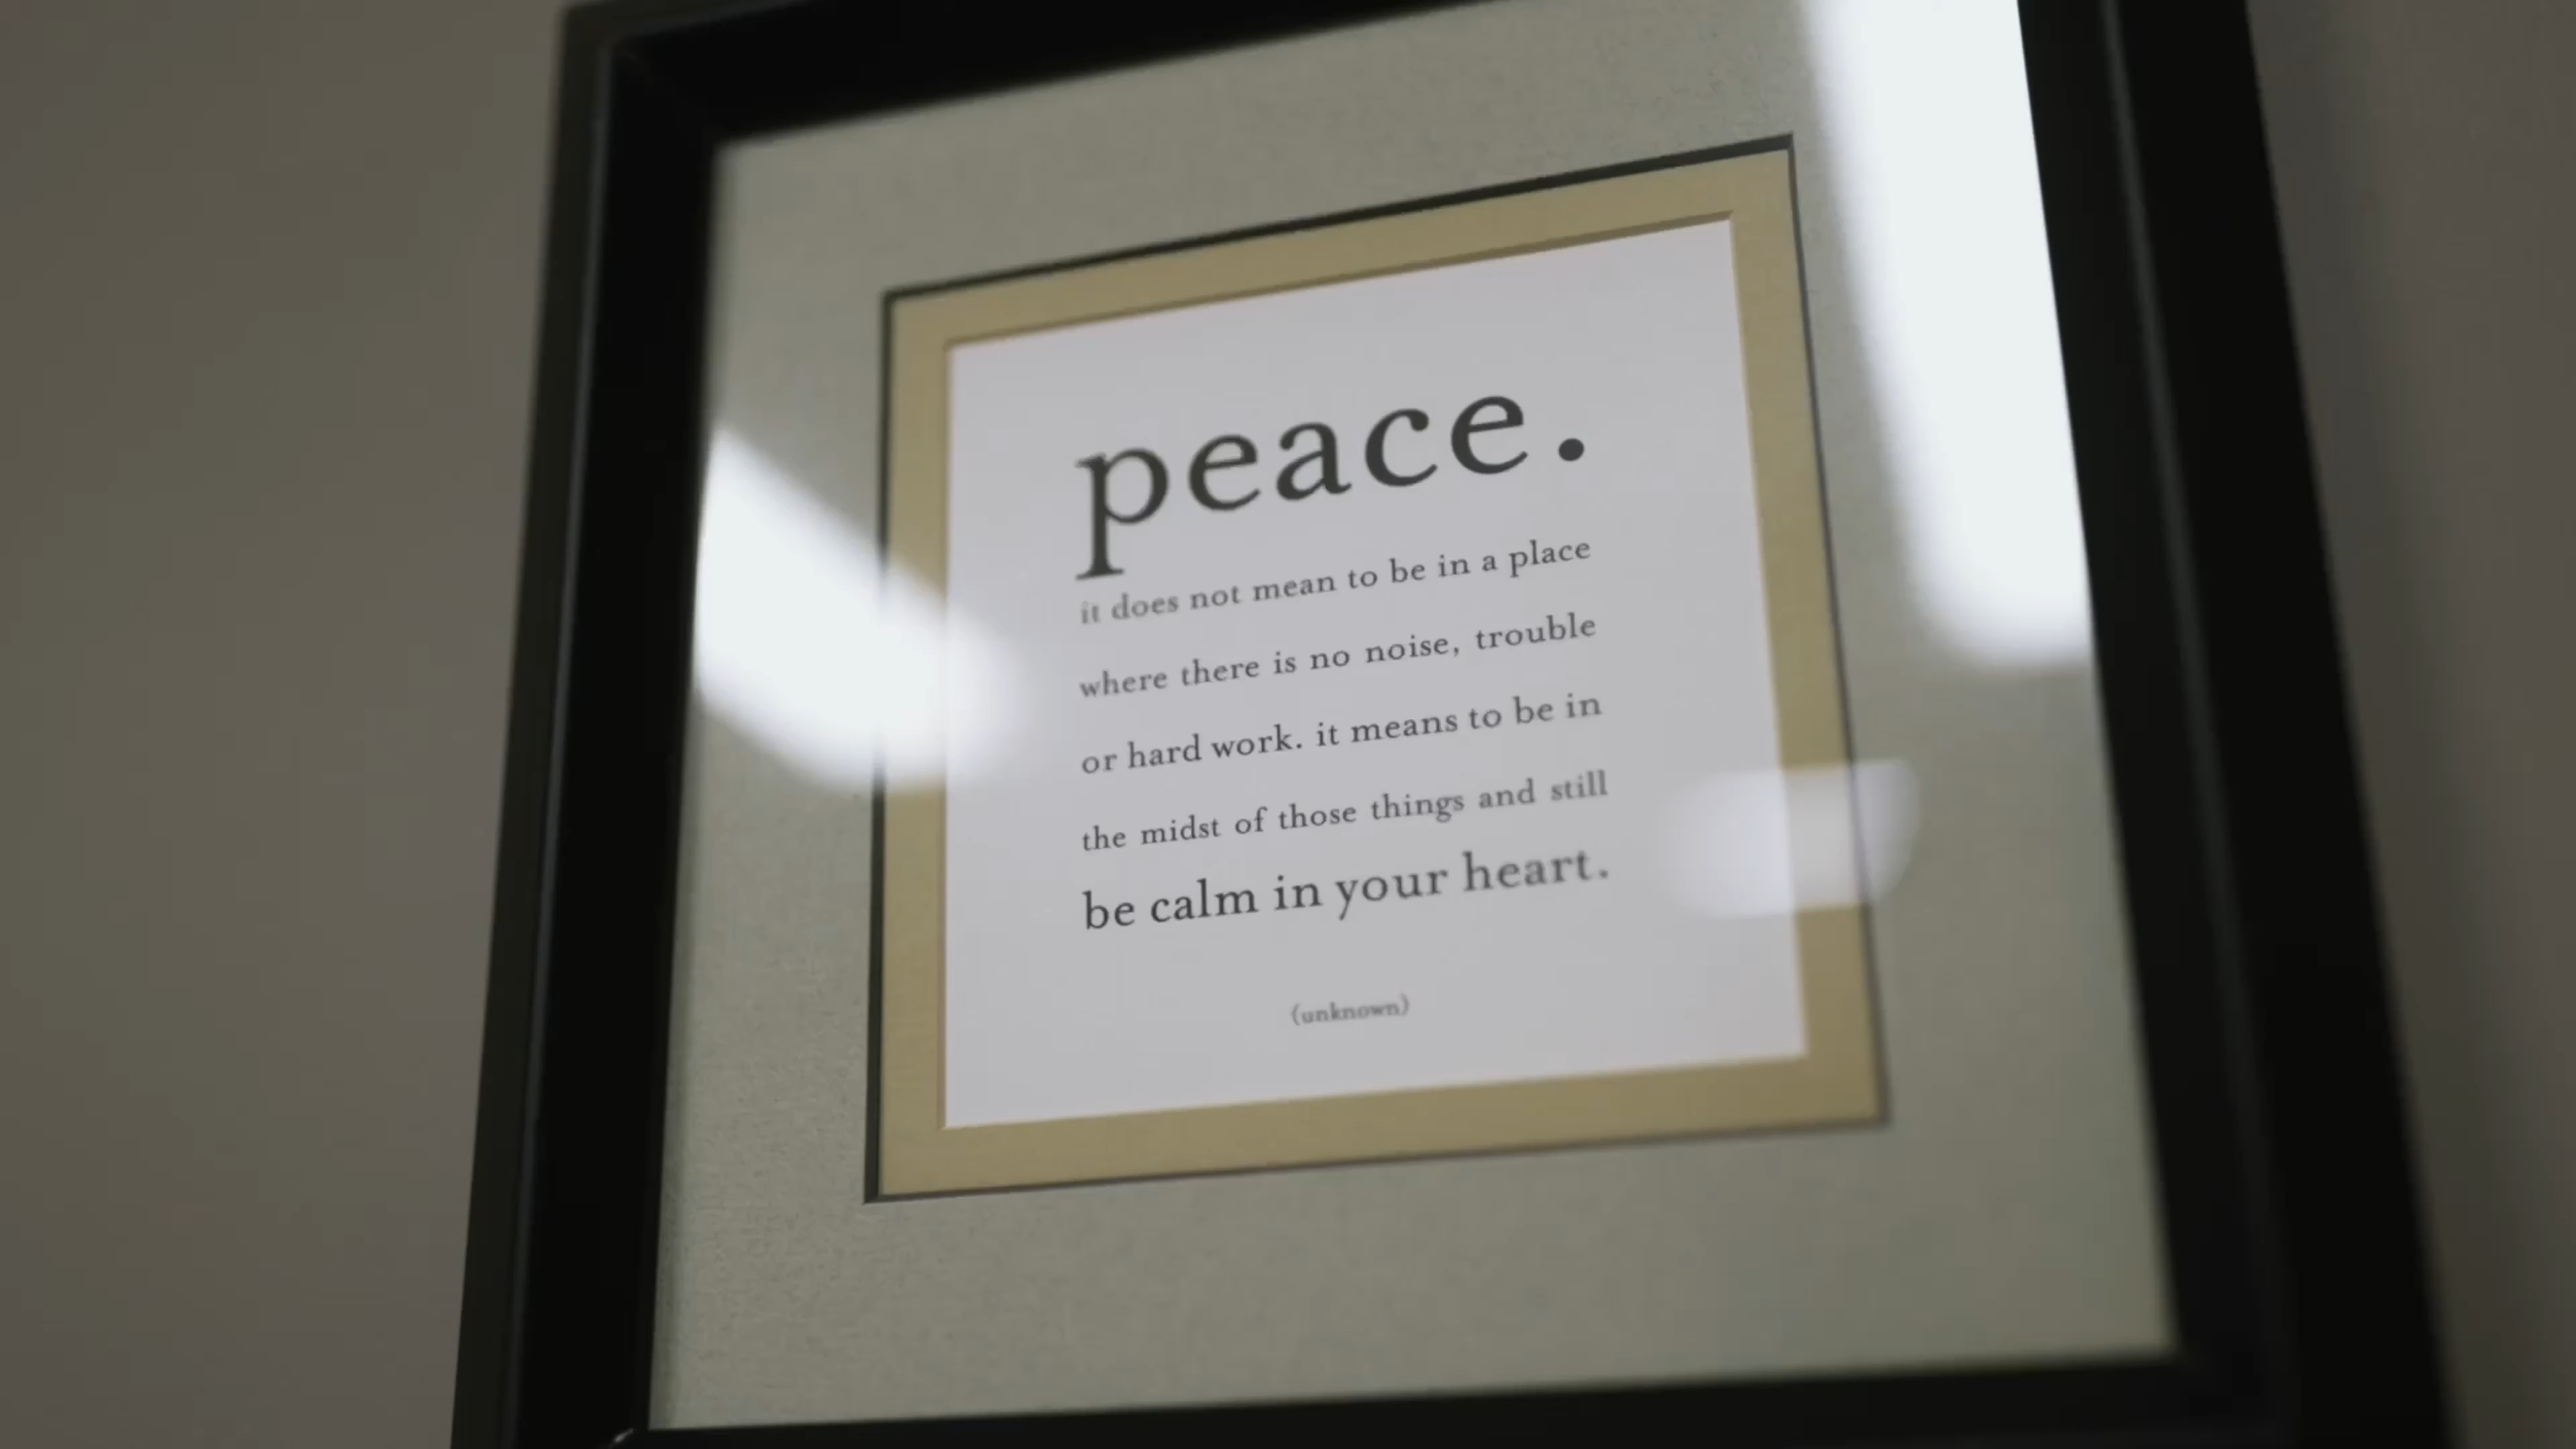 peace.
it does not mean to be in a place
where there is no noise, trouble
or hard work. it means to be in
the midst of those things and still
be calm in your heart.
(unknown)